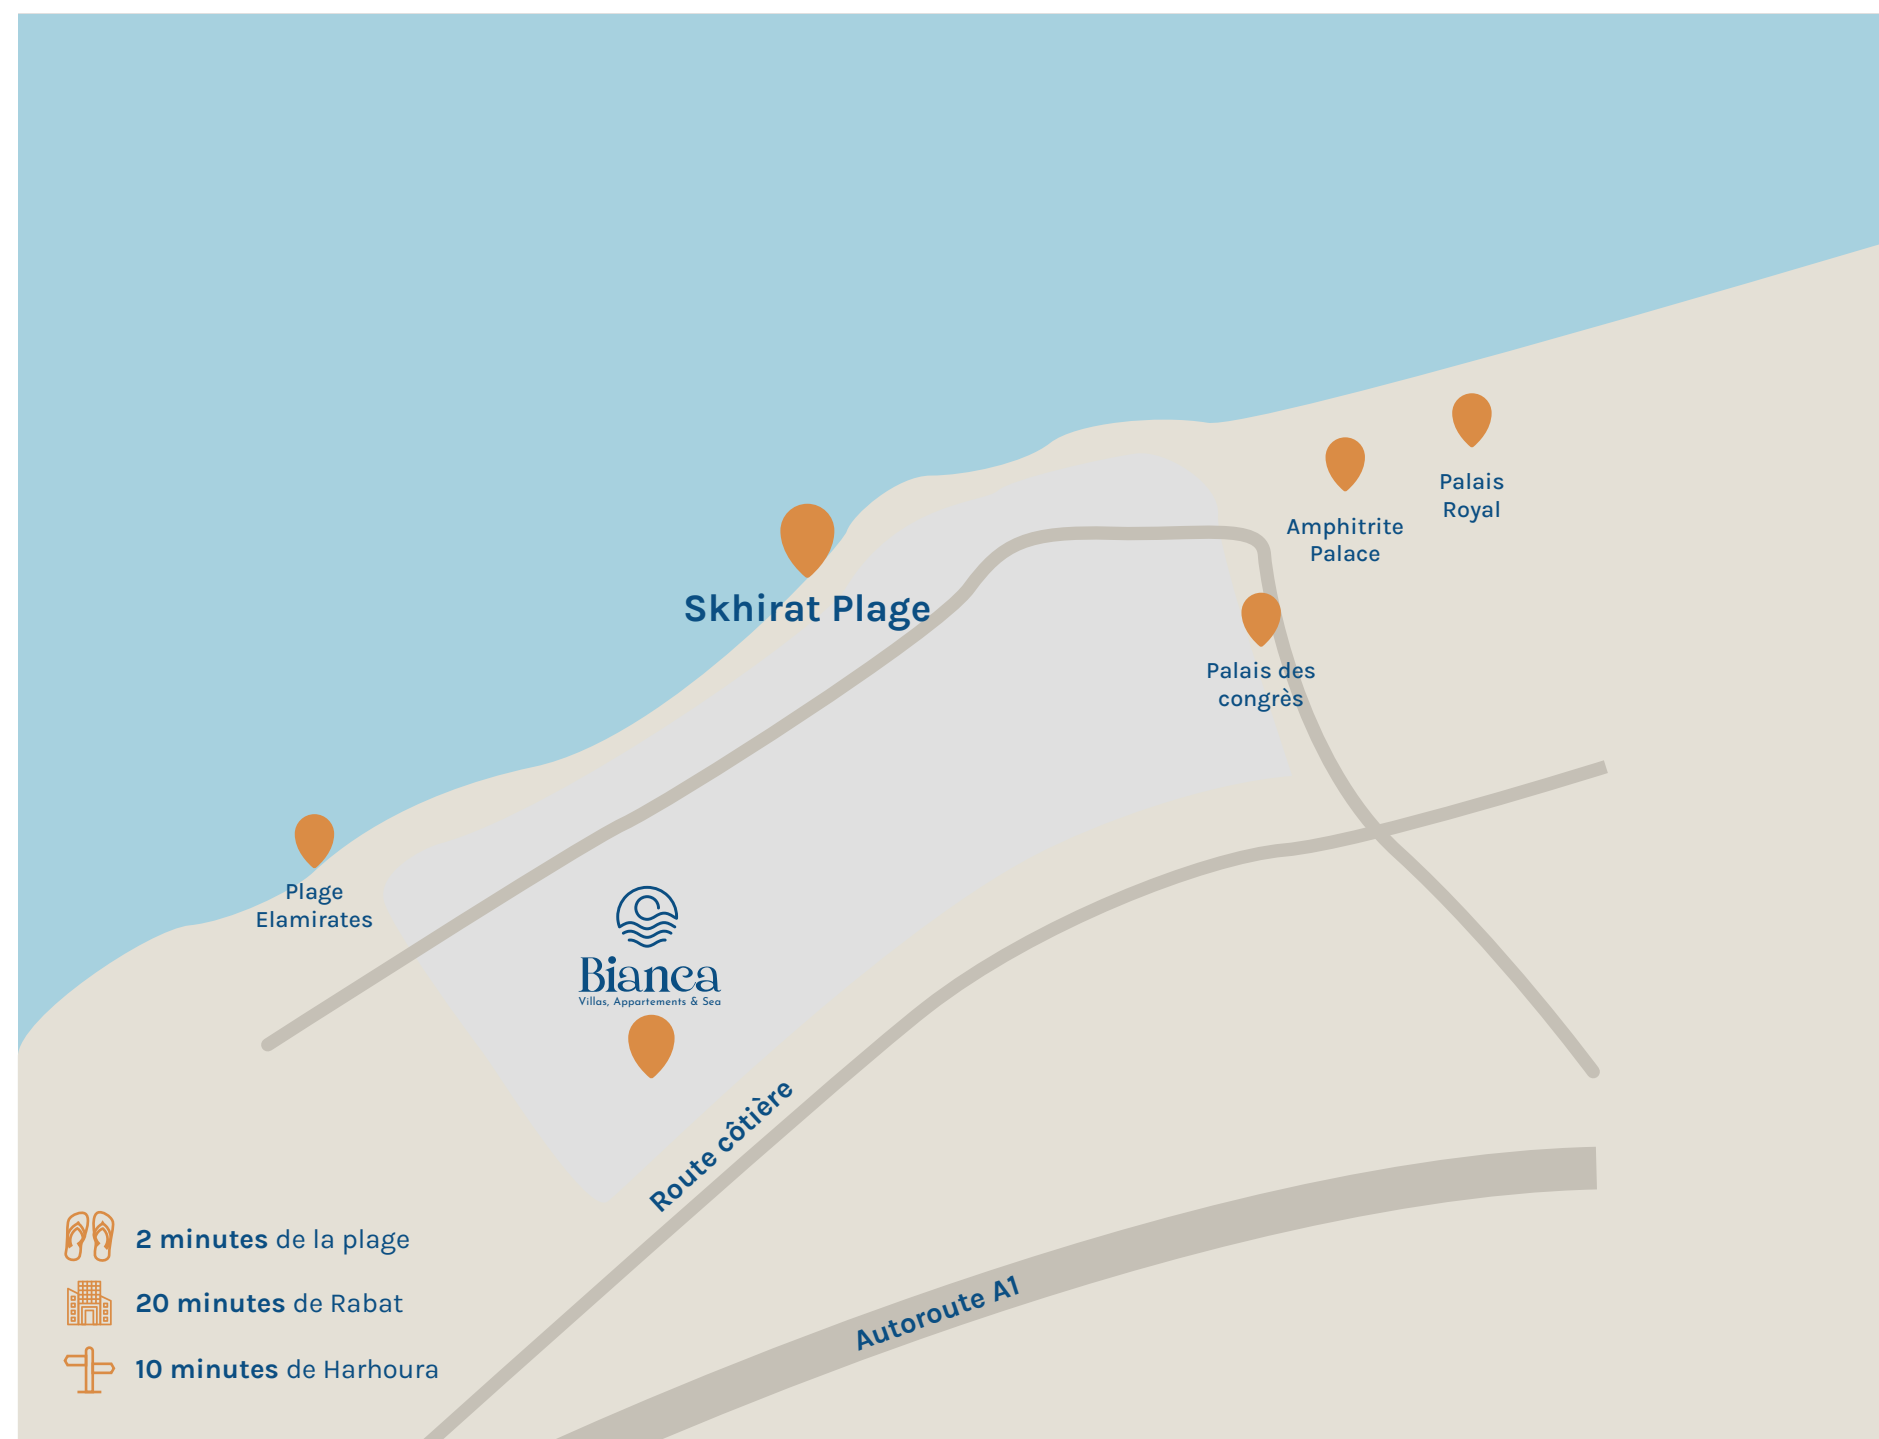 Palais
Royal
Amphitrite
Palace
Skhirat Plage
Palais des
congrès
Plage
Elamirates
Bianca
Villas, Appartements & Sea
Route côtière
Autoroute A1
2 minutes de la plage
20 minutes de Rabat
10 minutes de Harhoura